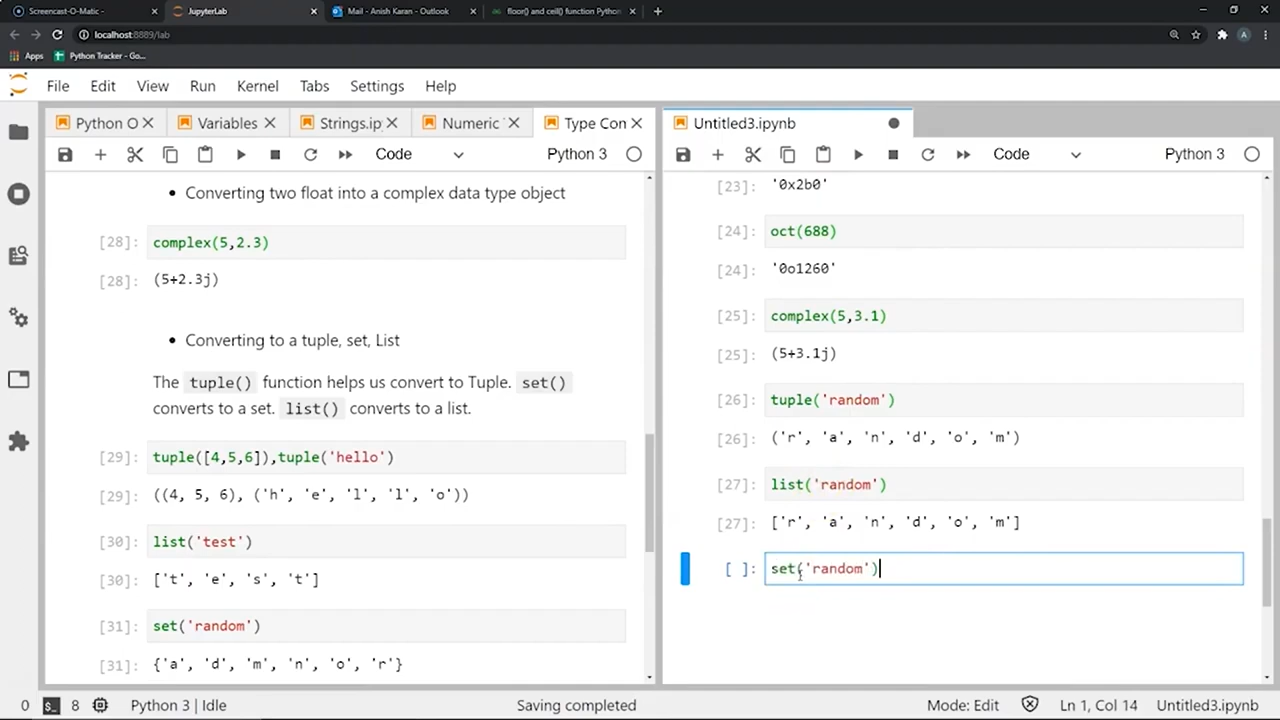 Screencast-O-Matic - JupyterLab Mail - Anish Karan - Outlook floor() and ceil() function Python
localhost:8889/lab
Apps Python Tracker - Go...
File Edit View Run Kernel Tabs Settings Help
Python O Variables Strings.ip Numeric Type Con
Code Python 3
Converting two float into a complex data type object
[28]: complex(5,2.3)
[28]: (5+2.3j)
Converting to a tuple, set, List
The tuple() function helps us convert to Tuple. set()
converts to a set. list() converts to a list.
[29]: tuple([4,5,6]),tuple('hello')
[29]: ((4, 5, 6), ('h', 'e', 'l', 'l', 'o'))
[30]: list('test')
[30]: ['t', 'e', 's', 't']
[31]: set('random')
[31]: {'a', 'd', 'm', 'n', 'o', 'r'}
Untitled3.ipynb
Code Python 3
[23]: '0x2b0'
[24]: oct(688)
[24]: '0o1260'
[25]: complex(5,3.1)
[25]: (5+3.1j)
[26]: tuple('random')
[26]: ('r', 'a', 'n', 'd', 'o', 'm')
[27]: list('random')
[27]: ['r', 'a', 'n', 'd', 'o', 'm']
[ ]: set('random')
0 8 Python 3 | Idle Saving completed Mode: Edit Ln 1, Col 14 Untitled3.ipynb